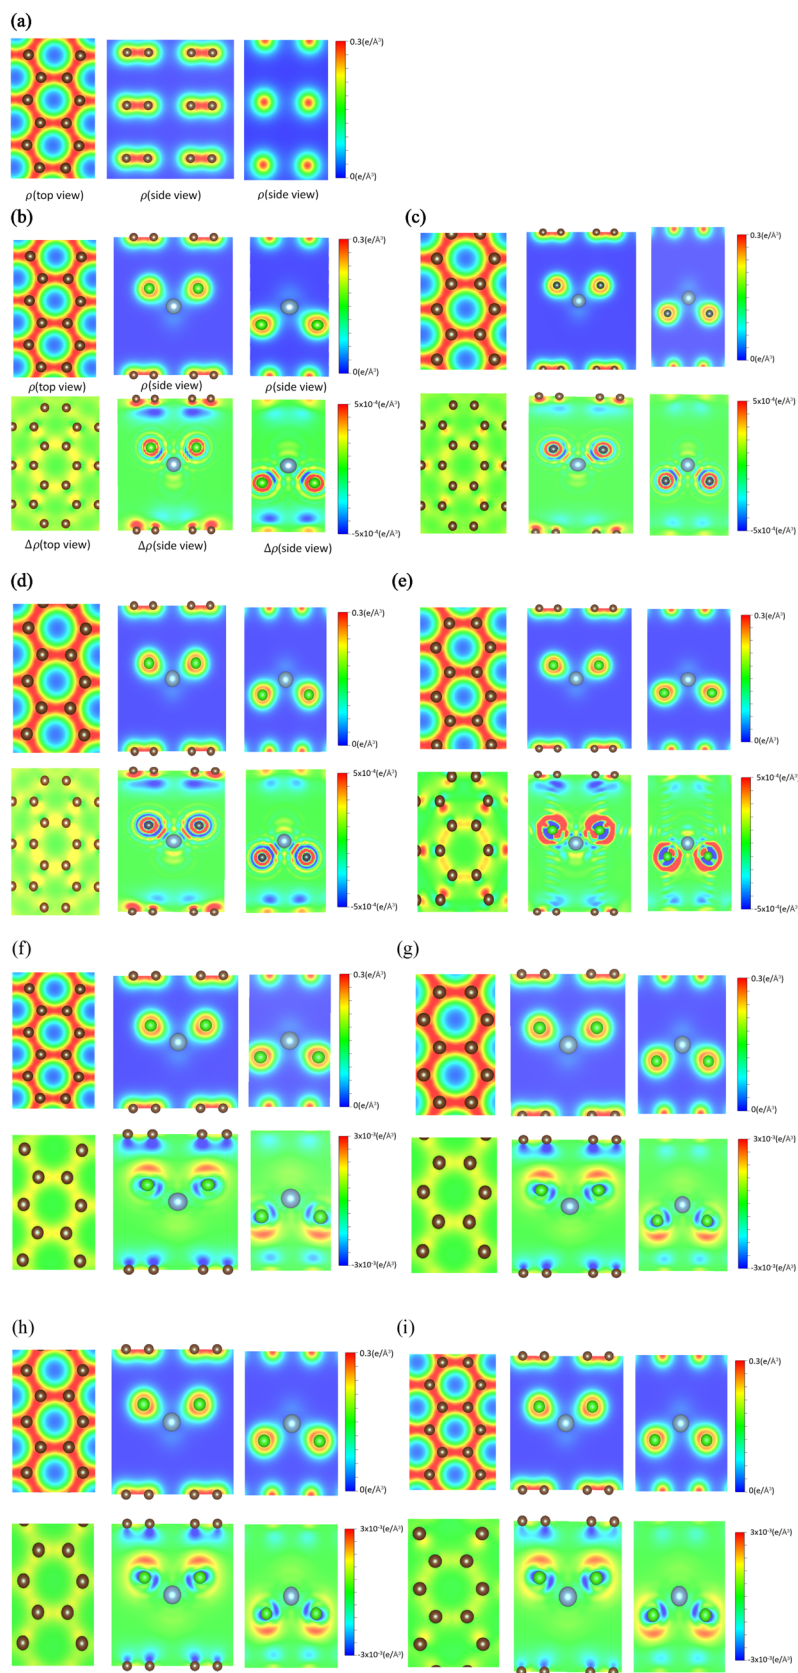 (a)
0.3(e/Å³)
0(e/Å³)
ρ(top view) ρ(side view) ρ(side view)
(b)
0.3(e/Å³)
0(e/Å³)
ρ(top view) ρ(side view) ρ(side view)
5x10⁻⁴(e/Å³)
-5x10⁻⁴(e/Å³)
Δρ(top view) Δρ(side view) Δρ(side view)
(c)
0.3(e/Å³)
0(e/Å³)
5x10⁻⁴(e/Å³)
-5x10⁻⁴(e/Å³)
(d)
0.3(e/Å³)
0(e/Å³)
5x10⁻⁴(e/Å³)
-5x10⁻⁴(e/Å³)
(e)
0.3(e/Å³)
0(e/Å³)
5x10⁻⁴(e/Å³)
-5x10⁻⁴(e/Å³)
(f)
0.3(e/Å³)
0(e/Å³)
3x10⁻³(e/Å³)
-3x10⁻³(e/Å³)
(g)
0.3(e/Å³)
0(e/Å³)
3x10⁻³(e/Å³)
-3x10⁻³(e/Å³)
(h)
0.3(e/Å³)
0(e/Å³)
3x10⁻³(e/Å³)
-3x10⁻³(e/Å³)
(i)
0.3(e/Å³)
0(e/Å³)
3x10⁻³(e/Å³)
-3x10⁻³(e/Å³)